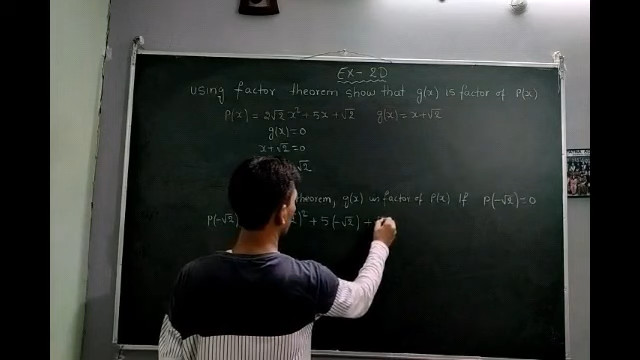 EX-2D
Using factor theorem show that g(x) is factor of P(x)
P(x) = 2√2 x² + 5x + √2 g(x) = x + √2
g(x) = 0
x + √2 = 0
√2
theorem, g(x) is factor of P(x) If P(-√2) = 0
P(-√2) )² + 5(-√2) +